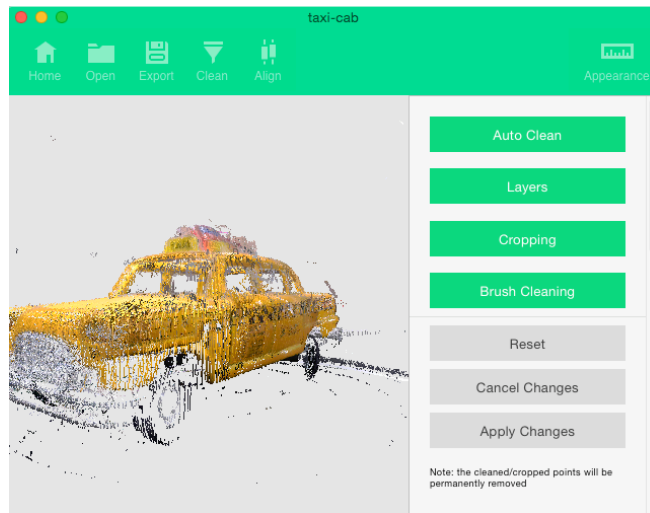 taxi-cab
Home Open Export Clean Align Appearance
Auto Clean
Layers
Cropping
Brush Cleaning
Reset
Cancel Changes
Apply Changes
Note: the cleaned/cropped points will be
permanently removed